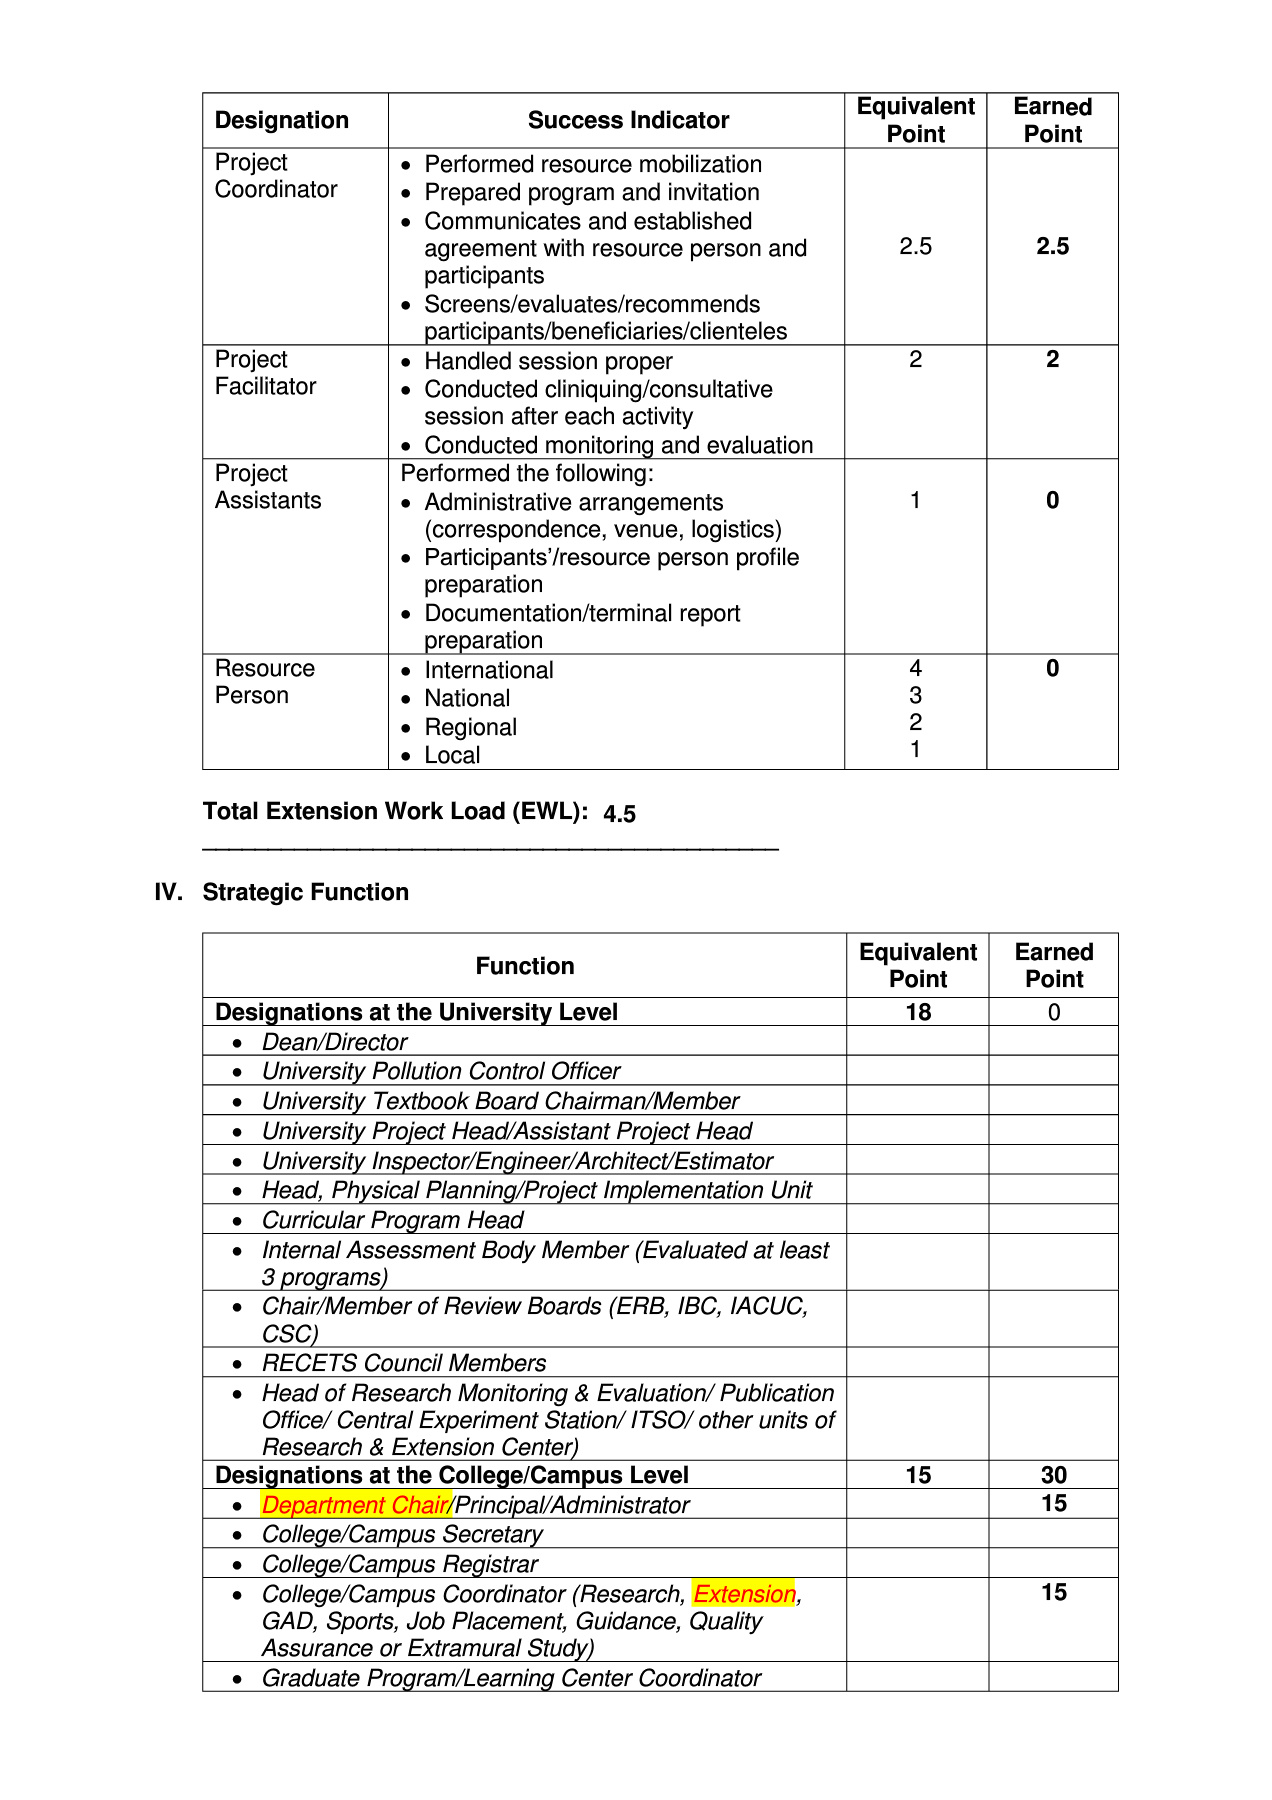 Designation Success Indicator Equivalent Point Earned Point
Project Coordinator
• Performed resource mobilization
• Prepared program and invitation
• Communicates and established
agreement with resource person and
participants
• Screens/evaluates/recommends
participants/beneficiaries/clienteles
2.5 2.5
Project Facilitator
• Handled session proper
• Conducted cliniquing/consultative
session after each activity
• Conducted monitoring and evaluation
2 2
Project Assistants
Performed the following:
• Administrative arrangements
(correspondence, venue, logistics)
• Participants’/resource person profile
preparation
• Documentation/terminal report
preparation
1 0
Resource Person
• International 4 0
• National 3
• Regional 2
• Local 1
Total Extension Work Load (EWL): 4.5
IV. Strategic Function
Function Equivalent Point Earned Point
Designations at the University Level 18 0
• Dean/Director
• University Pollution Control Officer
• University Textbook Board Chairman/Member
• University Project Head/Assistant Project Head
• University Inspector/Engineer/Architect/Estimator
• Head, Physical Planning/Project Implementation Unit
• Curricular Program Head
• Internal Assessment Body Member (Evaluated at least
3 programs)
• Chair/Member of Review Boards (ERB, IBC, IACUC,
CSC)
• RECETS Council Members
• Head of Research Monitoring & Evaluation/ Publication
Office/ Central Experiment Station/ ITSO/ other units of
Research & Extension Center)
Designations at the College/Campus Level 15 30
• Department Chair/Principal/Administrator 15
• College/Campus Secretary
• College/Campus Registrar
• College/Campus Coordinator (Research, Extension, 15
GAD, Sports, Job Placement, Guidance, Quality
Assurance or Extramural Study)
• Graduate Program/Learning Center Coordinator